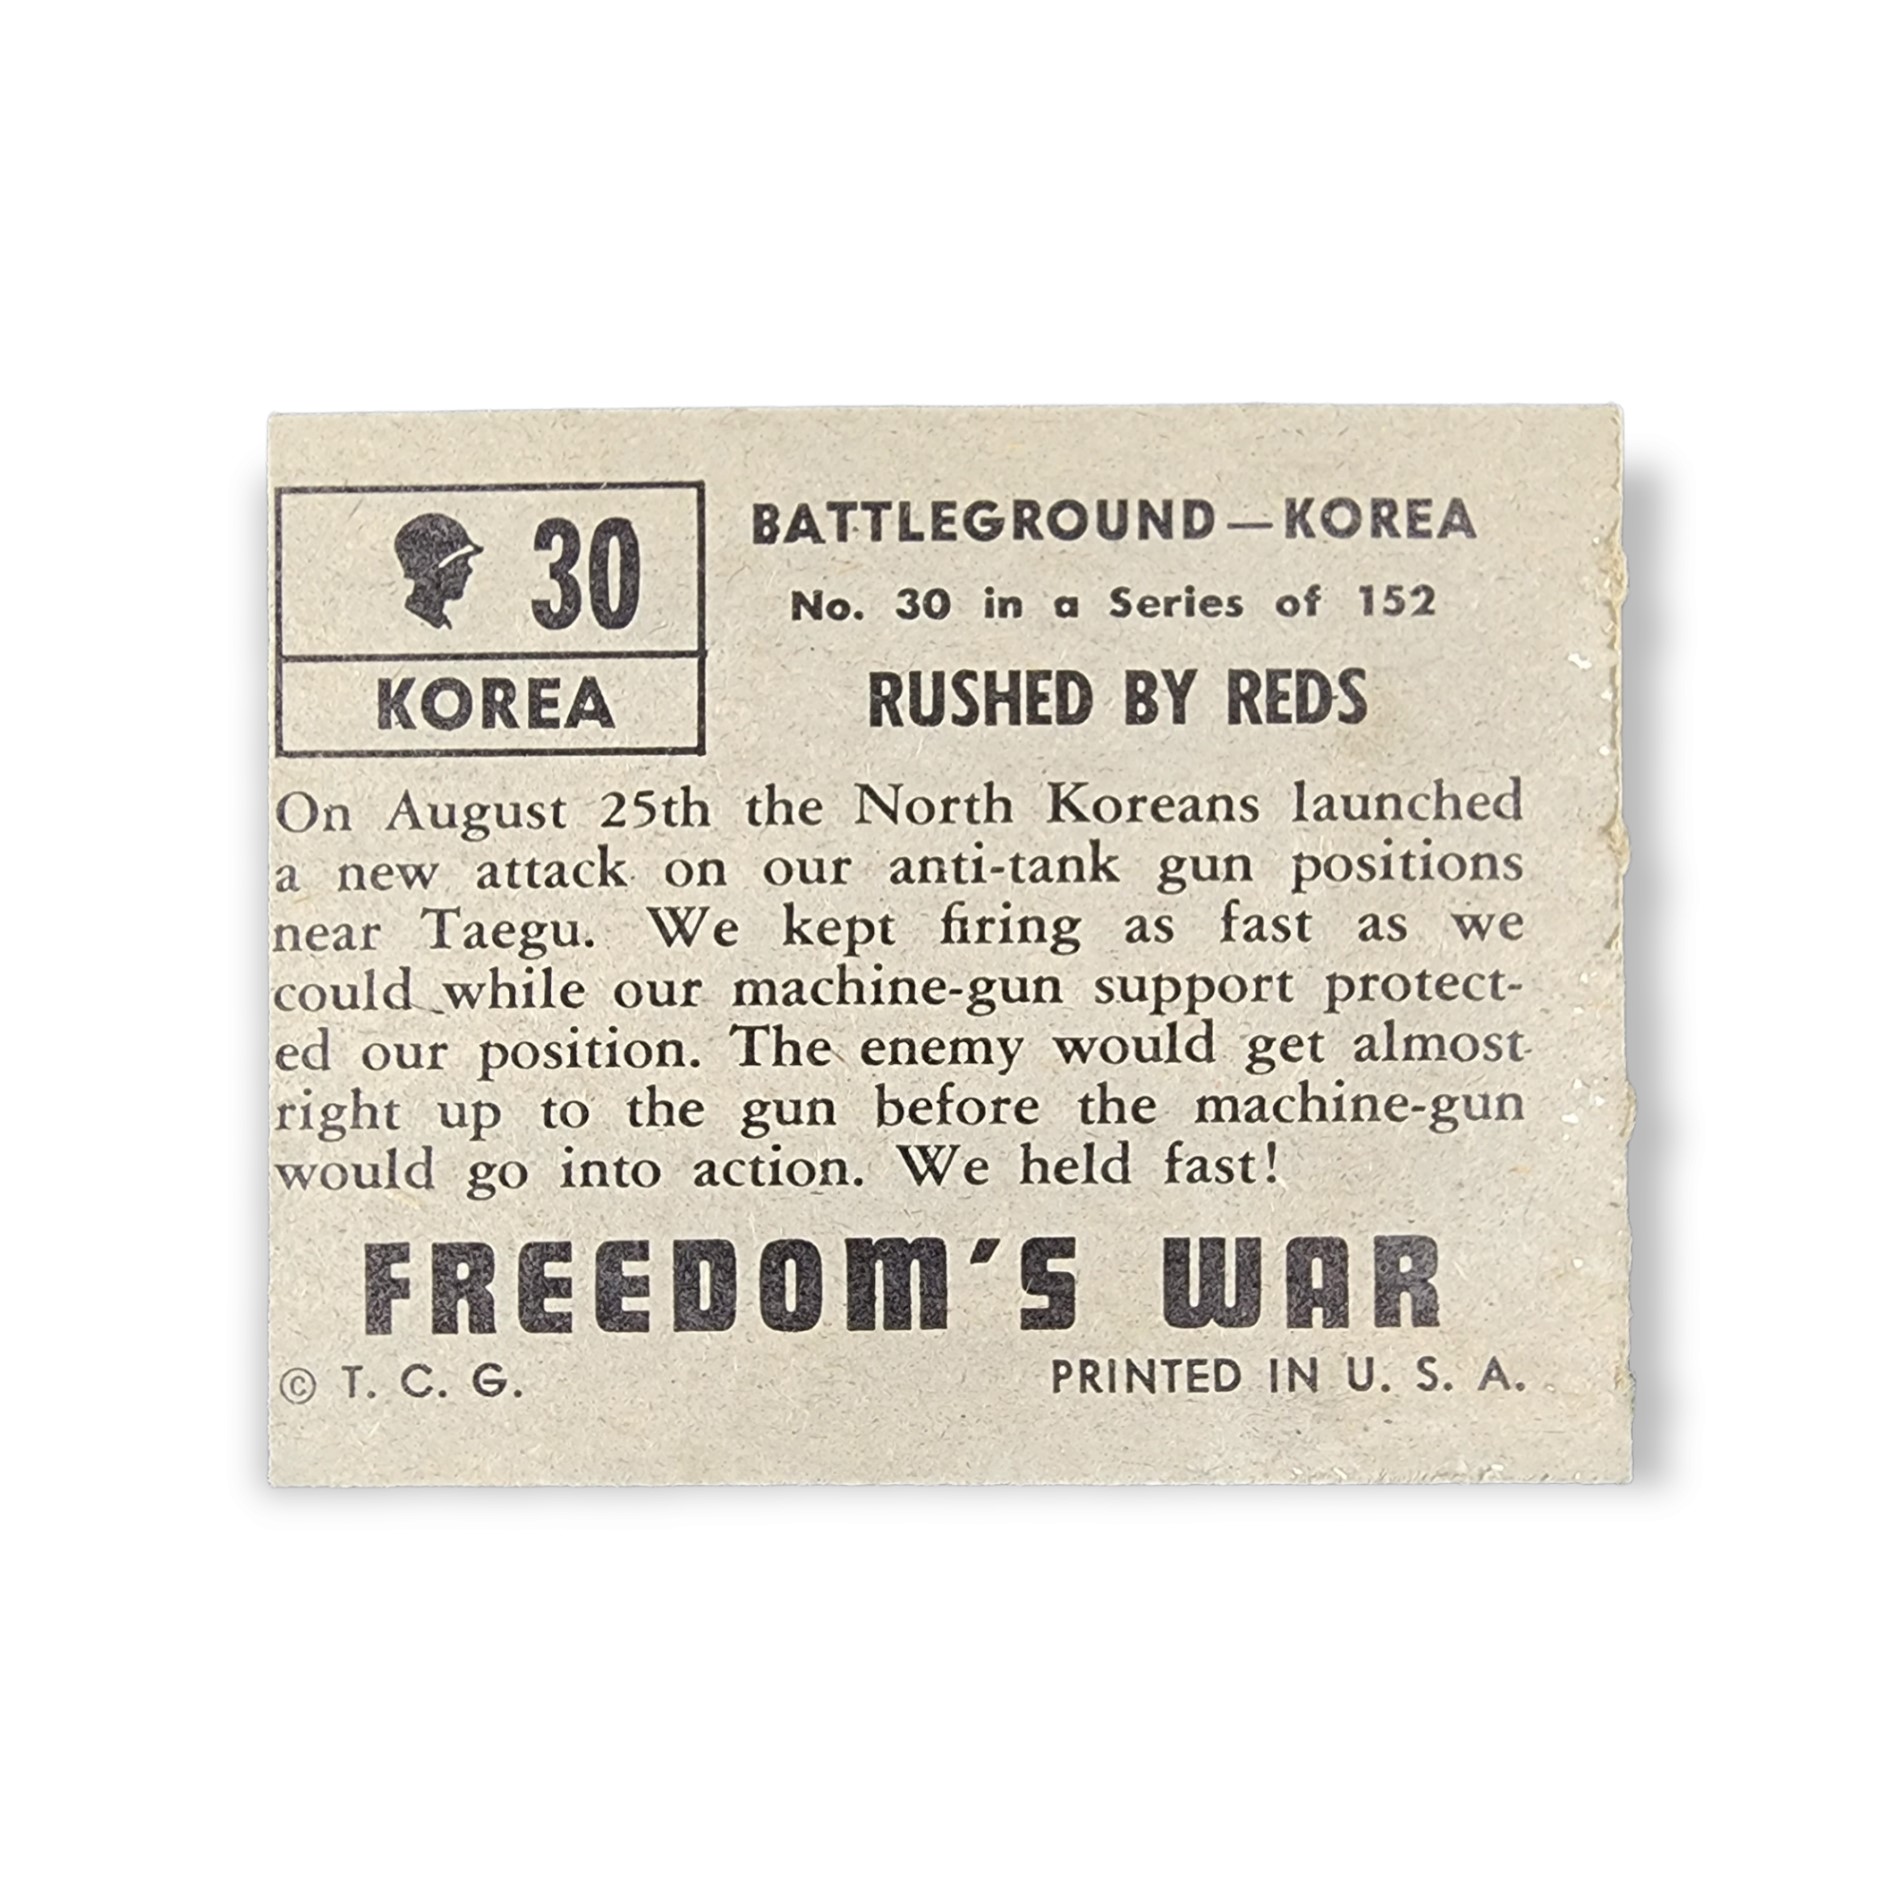 30
KOREA
BATTLEGROUND—KOREA
No. 30 in a Series of 152
RUSHED BY REDS
On August 25th the North Koreans launched
a new attack on our anti-tank gun positions
near Taegu. We kept firing as fast as we
could while our machine-gun support protect-
ed our position. The enemy would get almost
right up to the gun before the machine-gun
would go into action. We held fast!
FREEDOM'S WAR
© T. C. G.
PRINTED IN U. S. A.